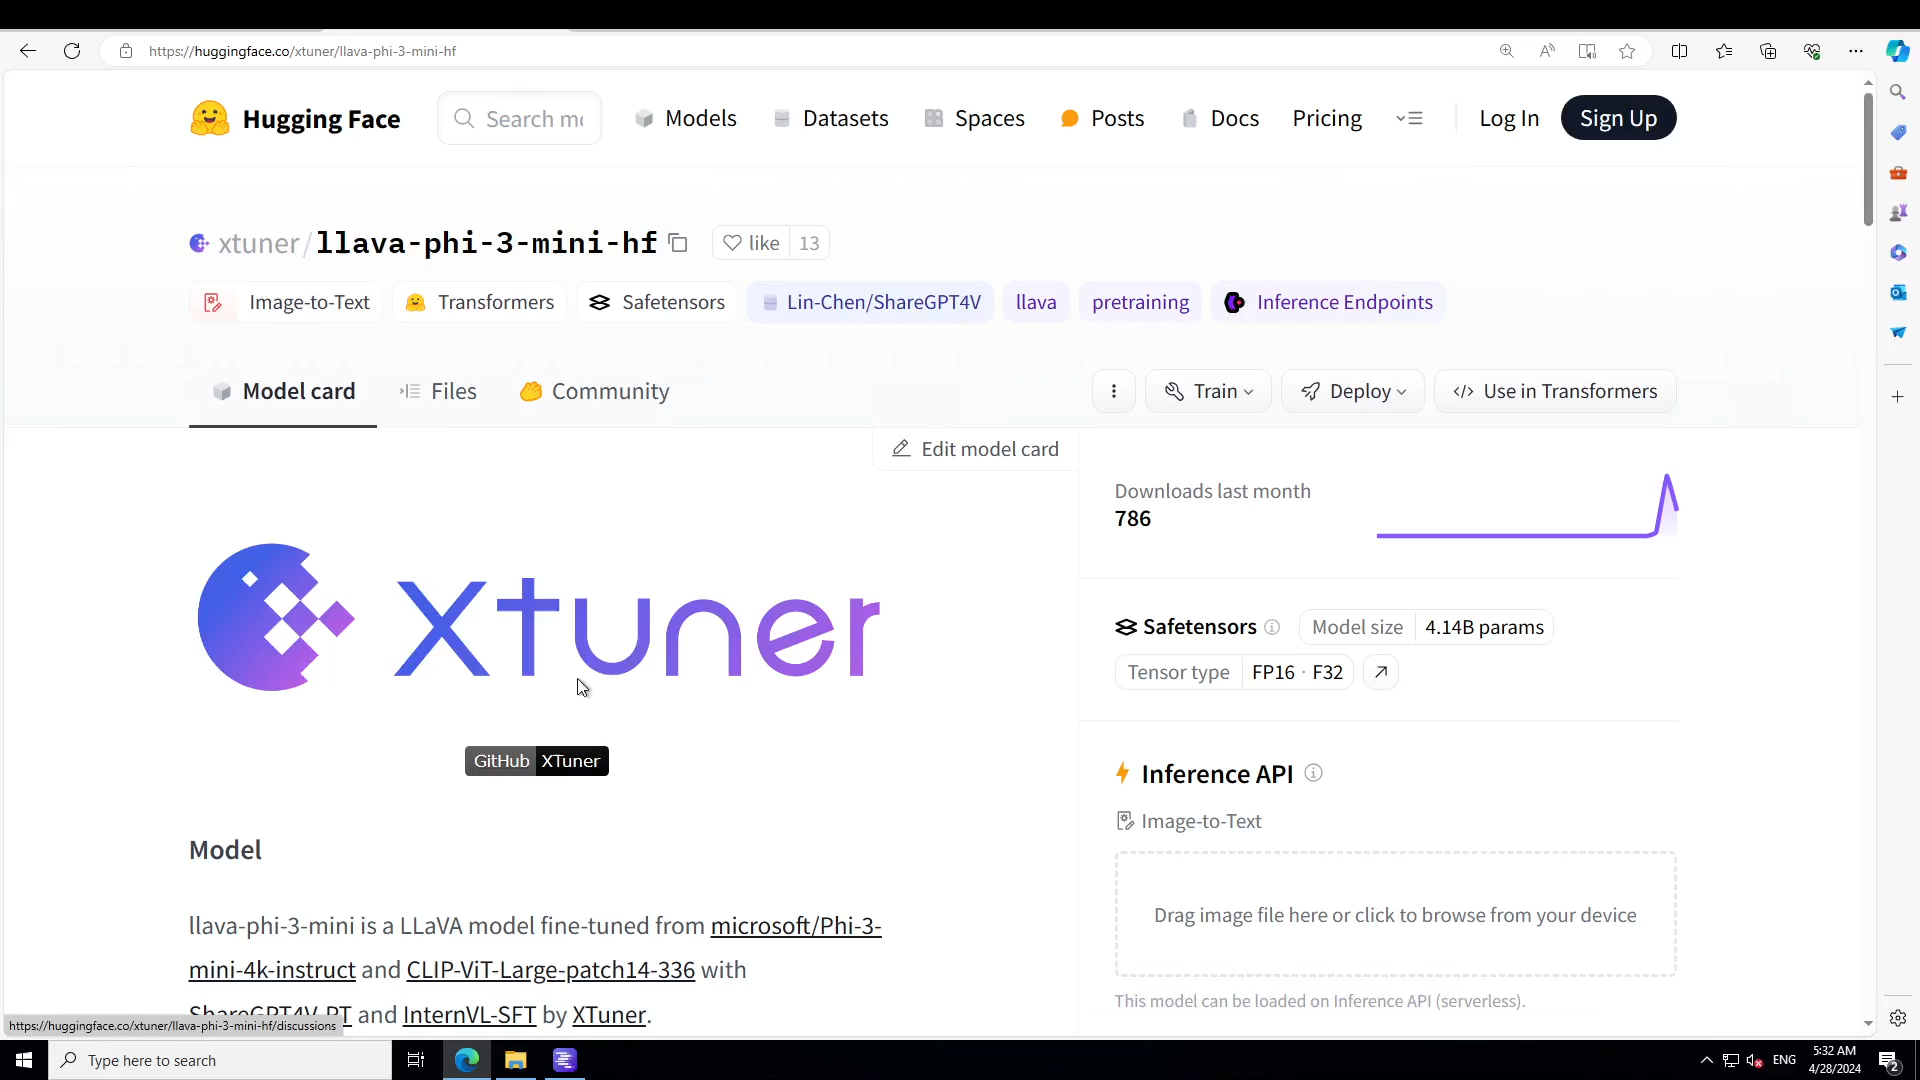 https://huggingface.co/xtuner/llava-phi-3-mini-hf
Hugging Face
Search mo
Models
Datasets
Spaces
Posts
Docs
Pricing
Log In
Sign Up
xtuner/llava-phi-3-mini-hf
like 13
Image-to-Text
Transformers
Safetensors
Lin-Chen/ShareGPT4V
llava
pretraining
Inference Endpoints
Model card
Files
Community
Train
Deploy
</> Use in Transformers
Edit model card
Downloads last month
786
xtuner
Safetensors
Model size 4.14B params
Tensor type FP16 · F32
GitHub XTuner
Inference API
Image-to-Text
Model
Drag image file here or click to browse from your device
llava-phi-3-mini is a LLaVA model fine-tuned from microsoft/Phi-3-
mini-4k-instruct and CLIP-ViT-Large-patch14-336 with
ShareGPT4V-PT and InternVL-SFT by XTuner.
This model can be loaded on Inference API (serverless).
https://huggingface.co/xtuner/llava-phi-3-mini-hf/discussions
Type here to search
ENG
5:32 AM
4/28/2024
2